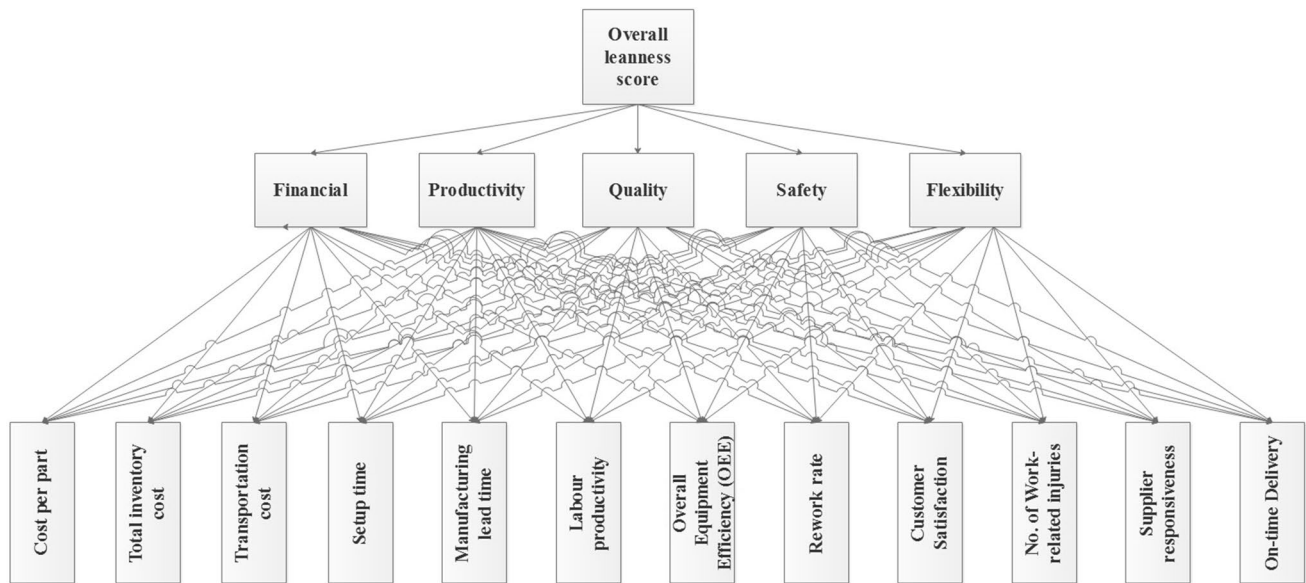 Overall
leanness
score
Financial
Productivity
Quality
Safety
Flexibility
Cost per part
Total inventory
cost
Transportation
cost
Setup time
Manufacturing
lead time
Labour
productivity
Overall
Equipment
Efficiency (OEE)
Rework rate
Customer
Satisfaction
No. of Work-
related injuries
Supplier
responsiveness
On-time Delivery